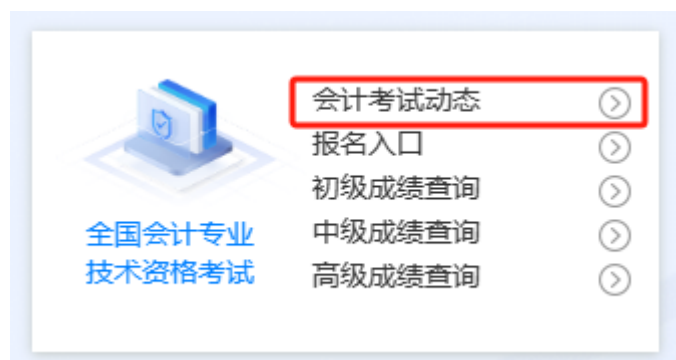 会计考试动态
报名入口
初级成绩查询
中级成绩查询
高级成绩查询
全国会计专业
技术资格考试